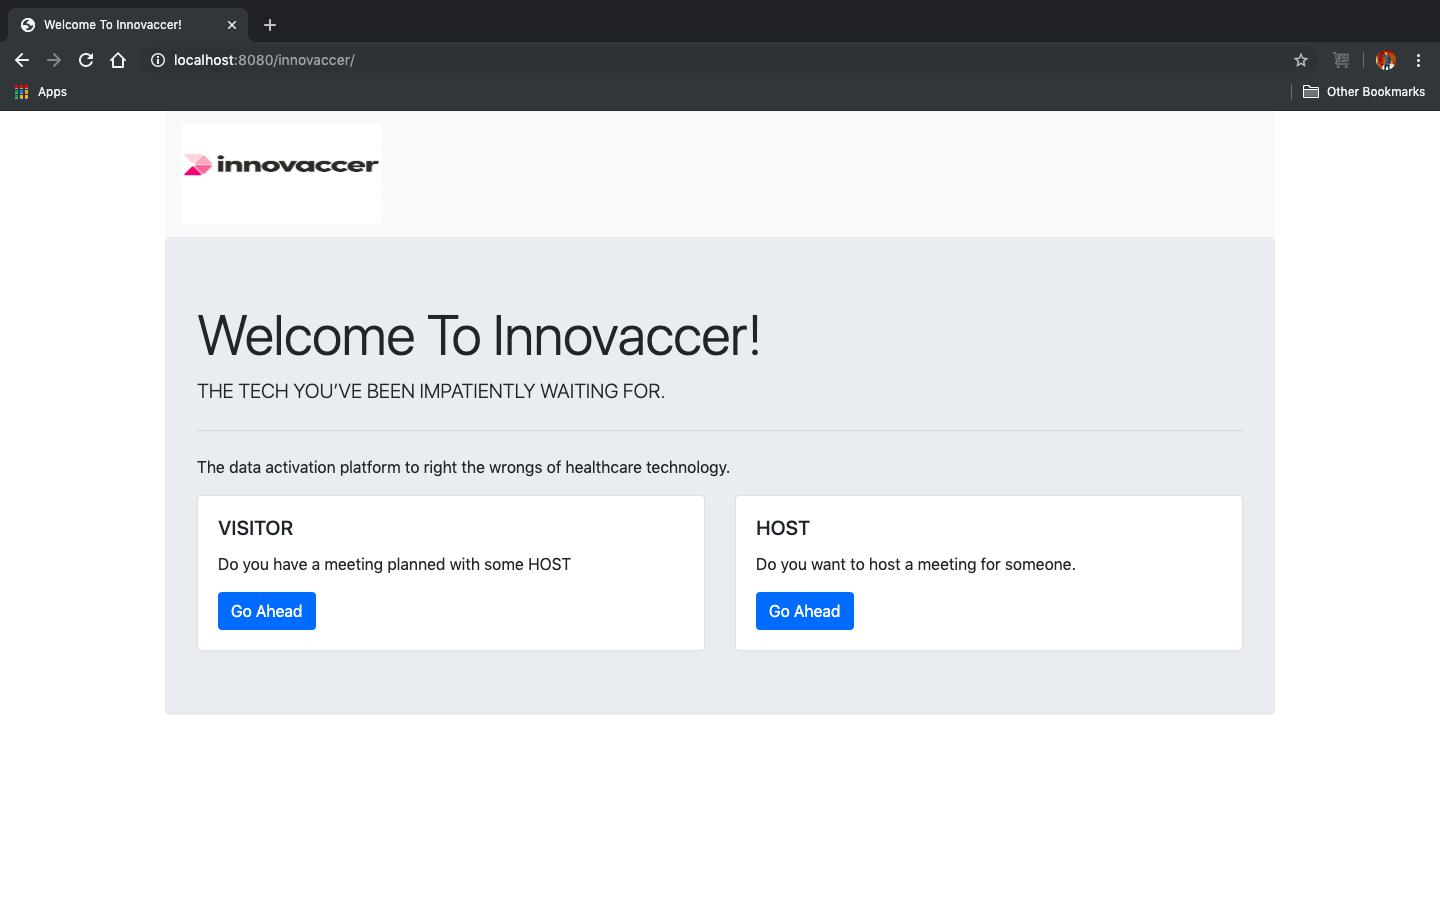 Welcome To Innovaccer!
localhost:8080/innovaccer/
Apps
Other Bookmarks
innovaccer
Welcome To Innovaccer!
THE TECH YOU’VE BEEN IMPATIENTLY WAITING FOR.
The data activation platform to right the wrongs of healthcare technology.
VISITOR
Do you have a meeting planned with some HOST
Go Ahead
HOST
Do you want to host a meeting for someone.
Go Ahead